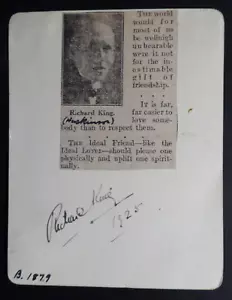 THE world
would for
most of us
be wellnigh
unbearable
were it not
for the in-
estimable
gift of
friendship.
It is far,
far easier to
love some-
body than to respect them.
Richard King.
(Huskinson)
THE Ideal Friend—like the
Ideal Lover—should please one
physically and uplift one spirit-
ually.
Richard King
1925
B. 1879